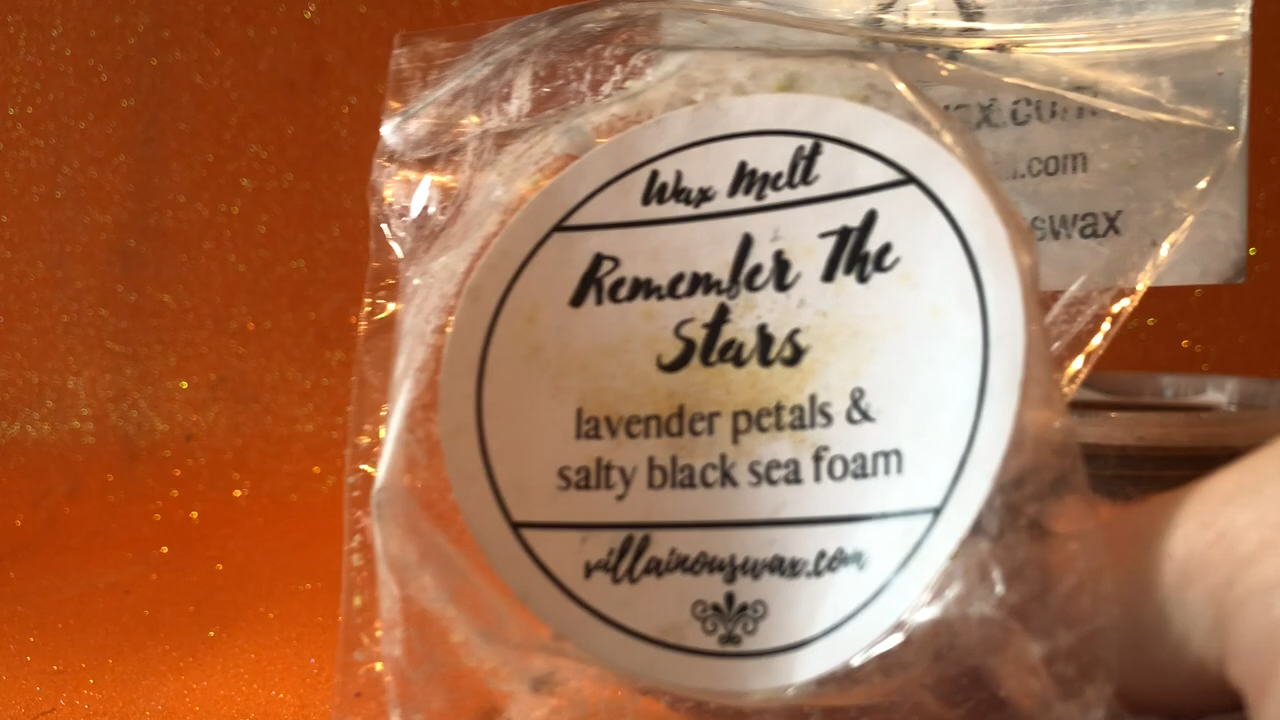 Wax Melt
Remember The
Stars
lavender petals &
salty black sea foam
villainouswax.com
.com
swax